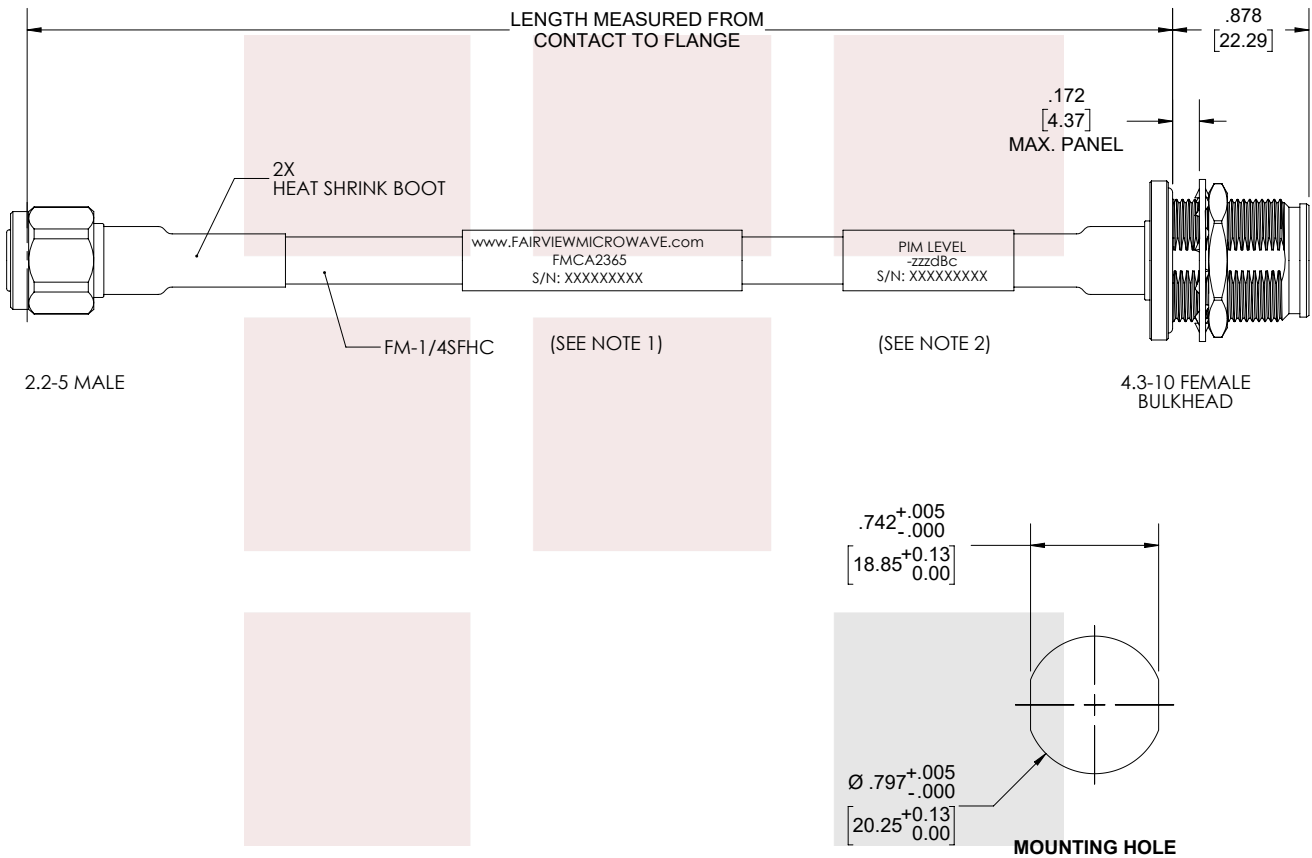 LENGTH MEASURED FROM
CONTACT TO FLANGE
.878
[22.29]
.172
[4.37]
MAX. PANEL
2X
HEAT SHRINK BOOT
www.FAIRVIEWMICROWAVE.com
FMCA2365
S/N: XXXXXXXXX
PIM LEVEL
-zzzdBc
S/N: XXXXXXXXX
FM-1/4SFHC
(SEE NOTE 1)
(SEE NOTE 2)
2.2-5 MALE
4.3-10 FEMALE
BULKHEAD
.742 +.005
-.000
[18.85 +0.13
0.00]
Ø .797 +.005
-.000
[20.25 +0.13
0.00]
MOUNTING HOLE